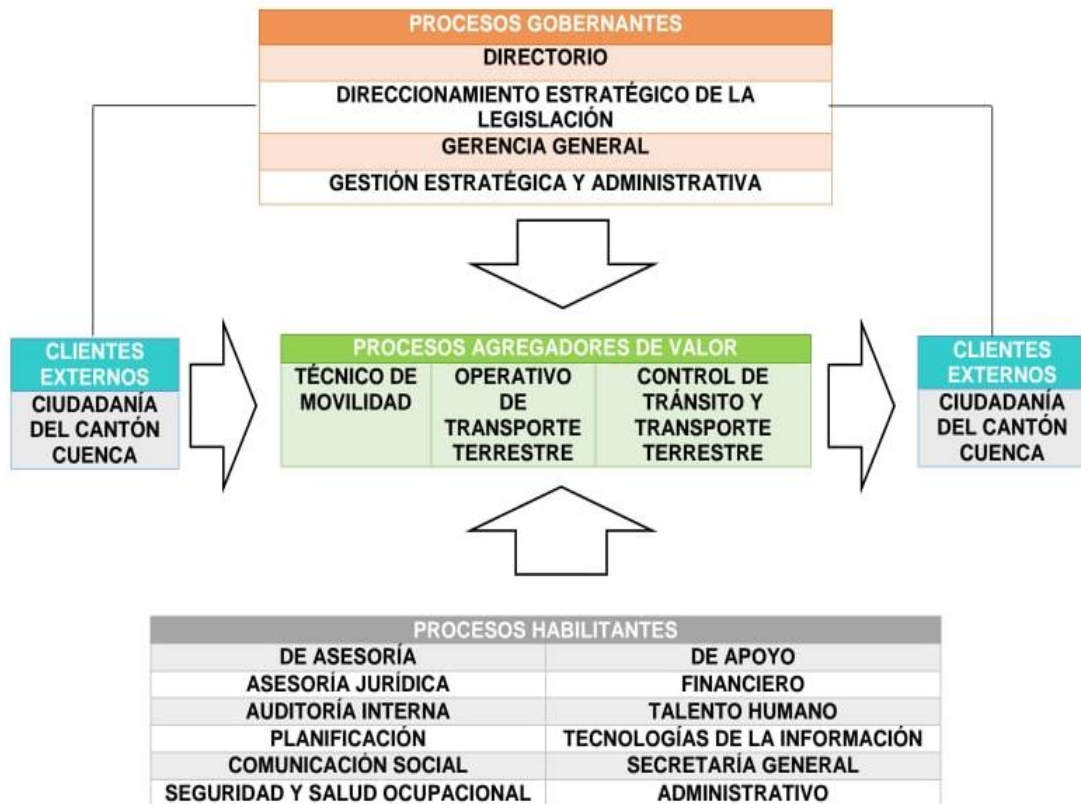 PROCESOS GOBERNANTES
DIRECTORIO
DIRECCIONAMIENTO ESTRATÉGICO DE LA
LEGISLACIÓN
GERENCIA GENERAL
GESTIÓN ESTRATÉGICA Y ADMINISTRATIVA
CLIENTES
EXTERNOS
CIUDADANÍA
DEL CANTÓN
CUENCA
PROCESOS AGREGADORES DE VALOR
TÉCNICO DE
MOVILIDAD
OPERATIVO
DE
TRANSPORTE
TERRESTRE
CONTROL DE
TRÁNSITO Y
TRANSPORTE
TERRESTRE
CLIENTES
EXTERNOS
CIUDADANÍA
DEL CANTÓN
CUENCA
PROCESOS HABILITANTES
DE ASESORÍA DE APOYO
ASESORÍA JURÍDICA FINANCIERO
AUDITORÍA INTERNA TALENTO HUMANO
PLANIFICACIÓN TECNOLOGÍAS DE LA INFORMACIÓN
COMUNICACIÓN SOCIAL SECRETARÍA GENERAL
SEGURIDAD Y SALUD OCUPACIONAL ADMINISTRATIVO